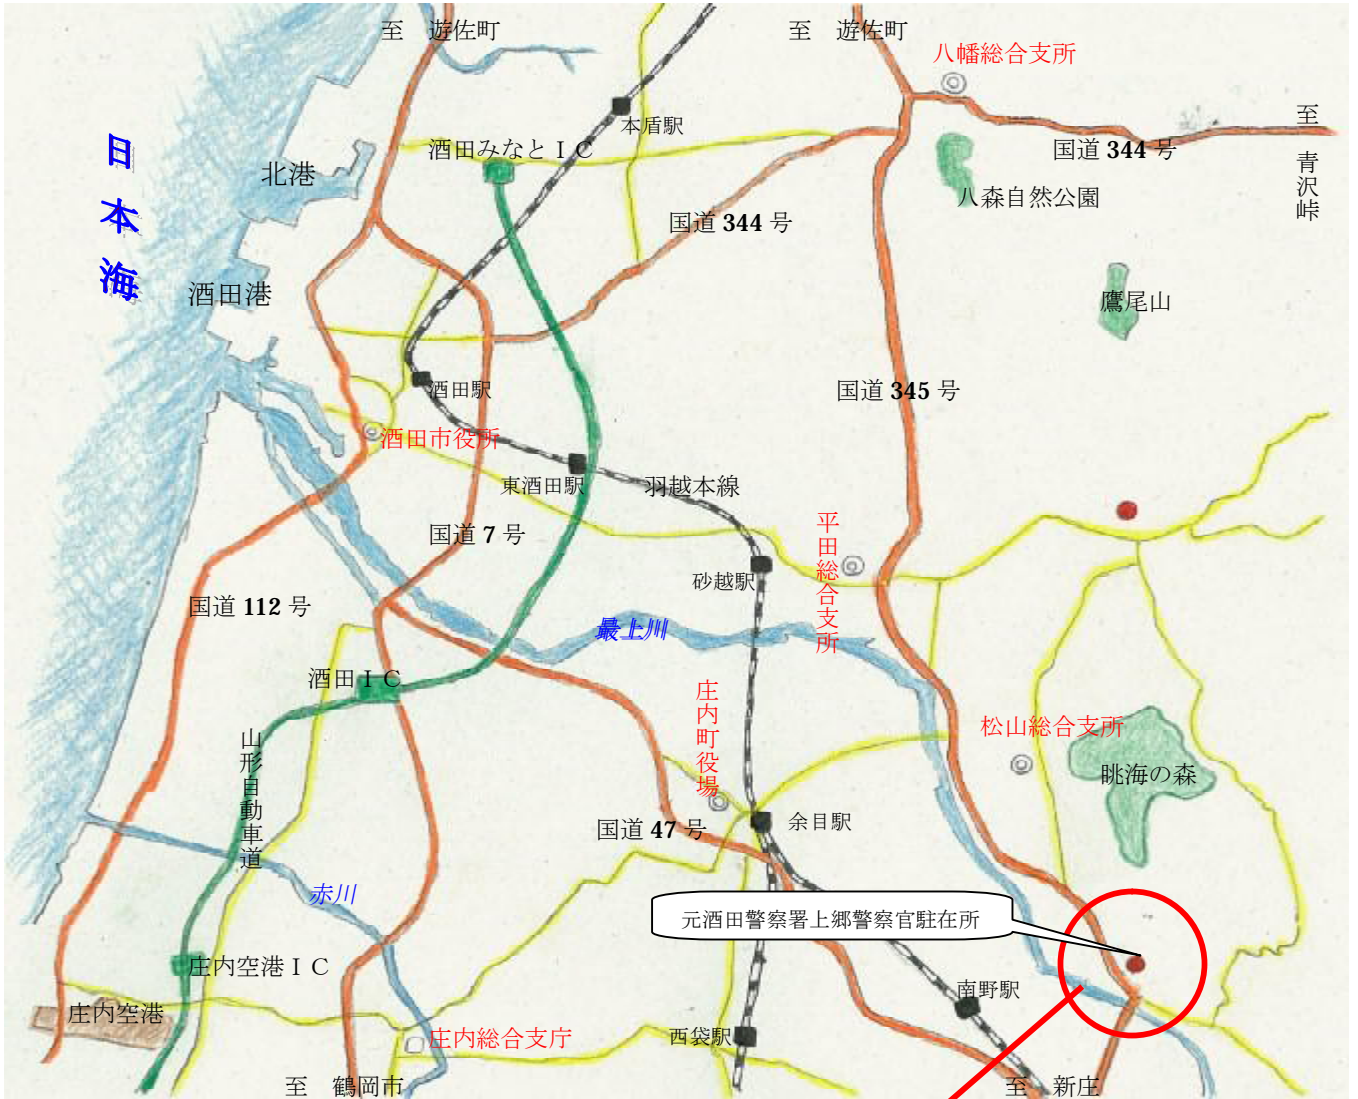 至　遊佐町
至　遊佐町
八幡総合支所
本盾駅
至　青沢峠
日本海
酒田みなとＩＣ
国道 344 号
北港
八森自然公園
国道 344 号
酒田港
鷹尾山
酒田駅
国道 345 号
酒田市役所
東酒田駅
羽越本線
国道 7 号
平田総合支所
砂越駅
国道 112 号
最上川
酒田ＩＣ
庄内町役場
松山総合支所
山形自動車道
眺海の森
国道 47 号
余目駅
赤川
元酒田警察署上郷警察官駐在所
庄内空港ＩＣ
南野駅
庄内空港
庄内総合支庁
西袋駅
至　鶴岡市
至　新庄